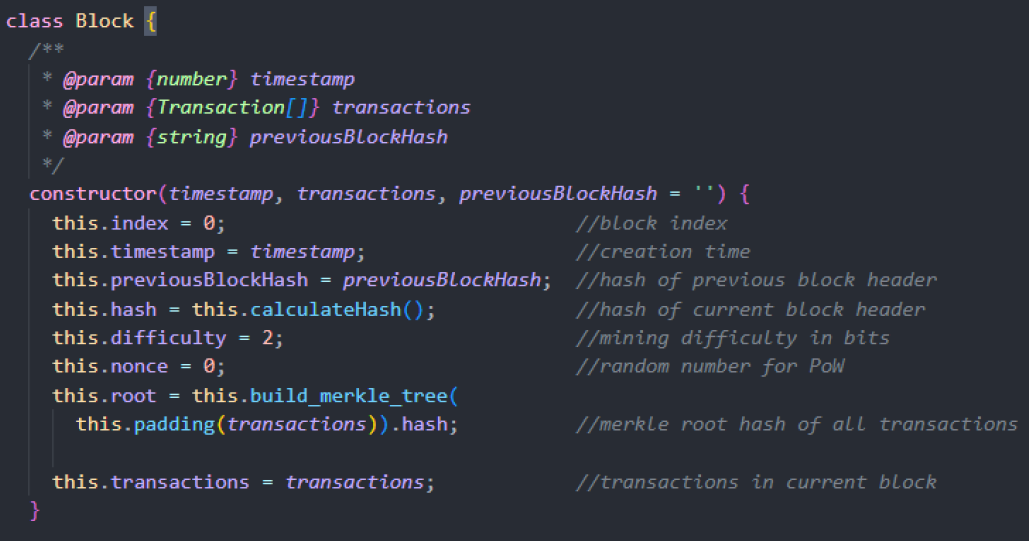 class Block {
/**
* @param {number} timestamp
* @param {Transaction[]} transactions
* @param {string} previousBlockHash
*/
constructor(timestamp, transactions, previousBlockHash = '') {
this.index = 0; //block index
this.timestamp = timestamp; //creation time
this.previousBlockHash = previousBlockHash; //hash of previous block header
this.hash = this.calculateHash(); //hash of current block header
this.difficulty = 2; //mining difficulty in bits
this.nonce = 0; //random number for PoW
this.root = this.build_merkle_tree(
this.padding(transactions)).hash; //merkle root hash of all transactions
this.transactions = transactions; //transactions in current block
}